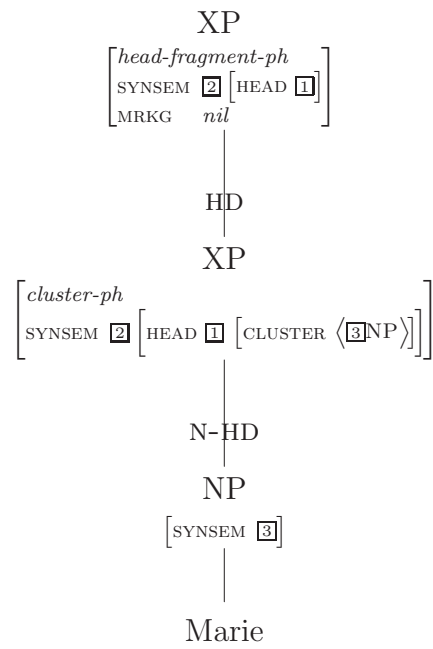 XP
head-fragment-ph
SYNSEM 2 [HEAD 1]
MRKG nil
HD
XP
cluster-ph
SYNSEM 2 [HEAD 1 [CLUSTER ⟨3NP⟩]]
N-HD
NP
[SYNSEM 3]
Marie